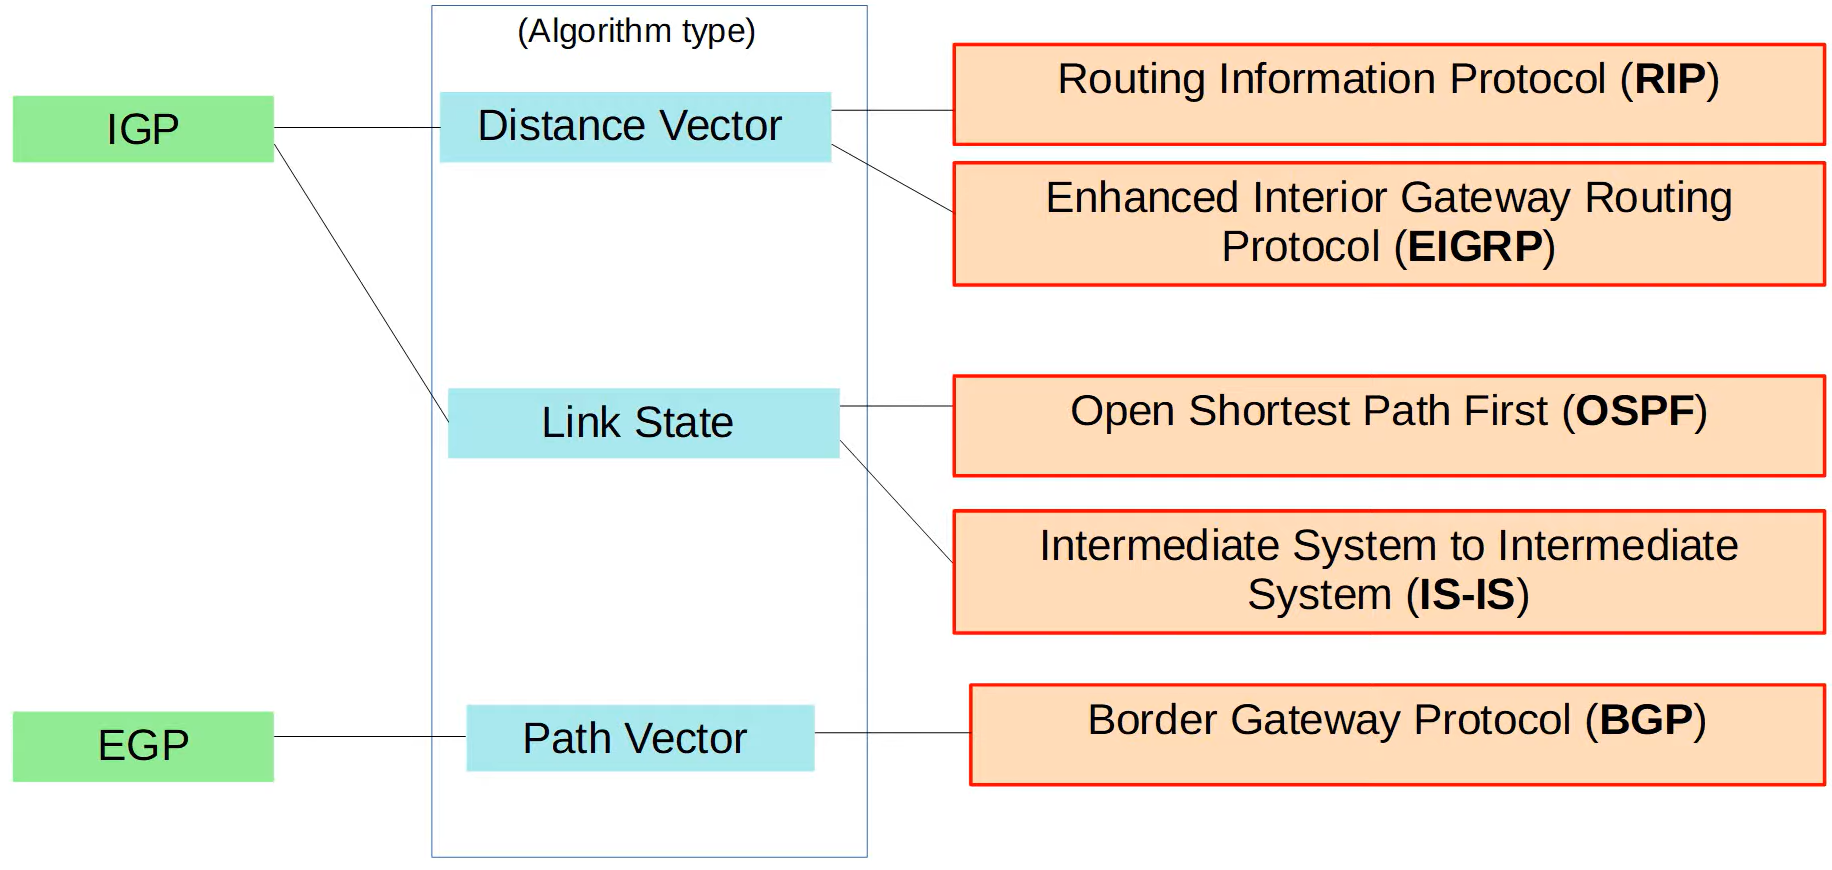 (Algorithm type)
IGP
Distance Vector
Routing Information Protocol (RIP)
Enhanced Interior Gateway Routing
Protocol (EIGRP)
Link State
Open Shortest Path First (OSPF)
Intermediate System to Intermediate
System (IS-IS)
EGP
Path Vector
Border Gateway Protocol (BGP)